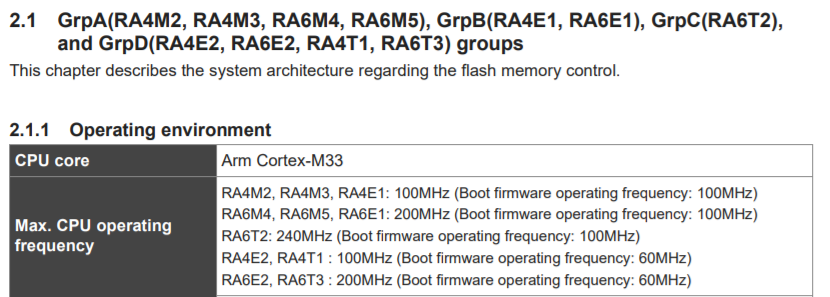 2.1 GrpA(RA4M2, RA4M3, RA6M4, RA6M5), GrpB(RA4E1, RA6E1), GrpC(RA6T2),
and GrpD(RA4E2, RA6E2, RA4T1, RA6T3) groups
This chapter describes the system architecture regarding the flash memory control.
2.1.1 Operating environment
CPU core
Arm Cortex-M33
Max. CPU operating
frequency
RA4M2, RA4M3, RA4E1: 100MHz (Boot firmware operating frequency: 100MHz)
RA6M4, RA6M5, RA6E1: 200MHz (Boot firmware operating frequency: 100MHz)
RA6T2: 240MHz (Boot firmware operating frequency: 100MHz)
RA4E2, RA4T1 : 100MHz (Boot firmware operating frequency: 60MHz)
RA6E2, RA6T3 : 200MHz (Boot firmware operating frequency: 60MHz)